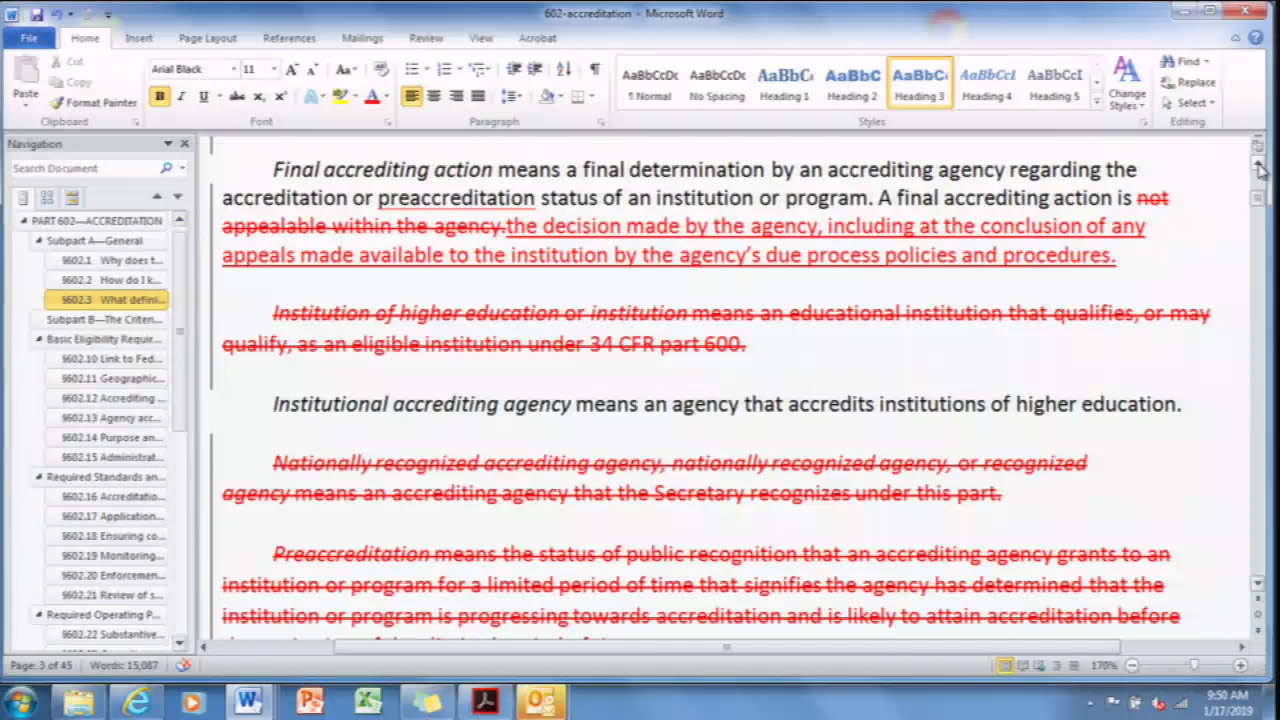 602-accreditation - Microsoft Word
File Home Insert Page Layout References Mailings Review View Acrobat
Paste
Cut
Copy
Format Painter
Clipboard
Arial Black 11
Font
Paragraph
AaBbCcDc AaBbCcDc AaBbC AaBbC AaBbC AaBbCcI AaBbCcI
¶ Normal No Spacing Heading 1 Heading 2 Heading 3 Heading 4 Heading 5
Change Styles
Styles
Find
Replace
Select
Editing
Navigation
Search Document
PART 602—ACCREDITATION
Subpart A—General
§602.1 Why does t...
§602.2 How do I k...
§602.3 What defini...
Subpart B—The Criteri...
Basic Eligibility Requir...
§602.10 Link to Fed...
§602.11 Geographic...
§602.12 Accrediting ...
§602.13 Agency acc...
§602.14 Purpose an...
§602.15 Administrat...
Required Standards an...
§602.16 Accreditatio...
§602.17 Application...
§602.18 Ensuring co...
§602.19 Monitoring...
§602.20 Enforcemen...
§602.21 Review of s...
Required Operating P...
§602.22 Substantive...
Final accrediting action means a final determination by an accrediting agency regarding the
accreditation or preaccreditation status of an institution or program. A final accrediting action is not
appealable within the agency.the decision made by the agency, including at the conclusion of any
appeals made available to the institution by the agency's due process policies and procedures.
Institution of higher education or institution means an educational institution that qualifies, or may
qualify, as an eligible institution under 34 CFR part 600.
Institutional accrediting agency means an agency that accredits institutions of higher education.
Nationally recognized accrediting agency, nationally recognized agency, or recognized
agency means an accrediting agency that the Secretary recognizes under this part.
Preaccreditation means the status of public recognition that an accrediting agency grants to an
institution or program for a limited period of time that signifies the agency has determined that the
institution or program is progressing towards accreditation and is likely to attain accreditation before
Page: 3 of 45 Words: 15,087
170%
9:50 AM
1/17/2019